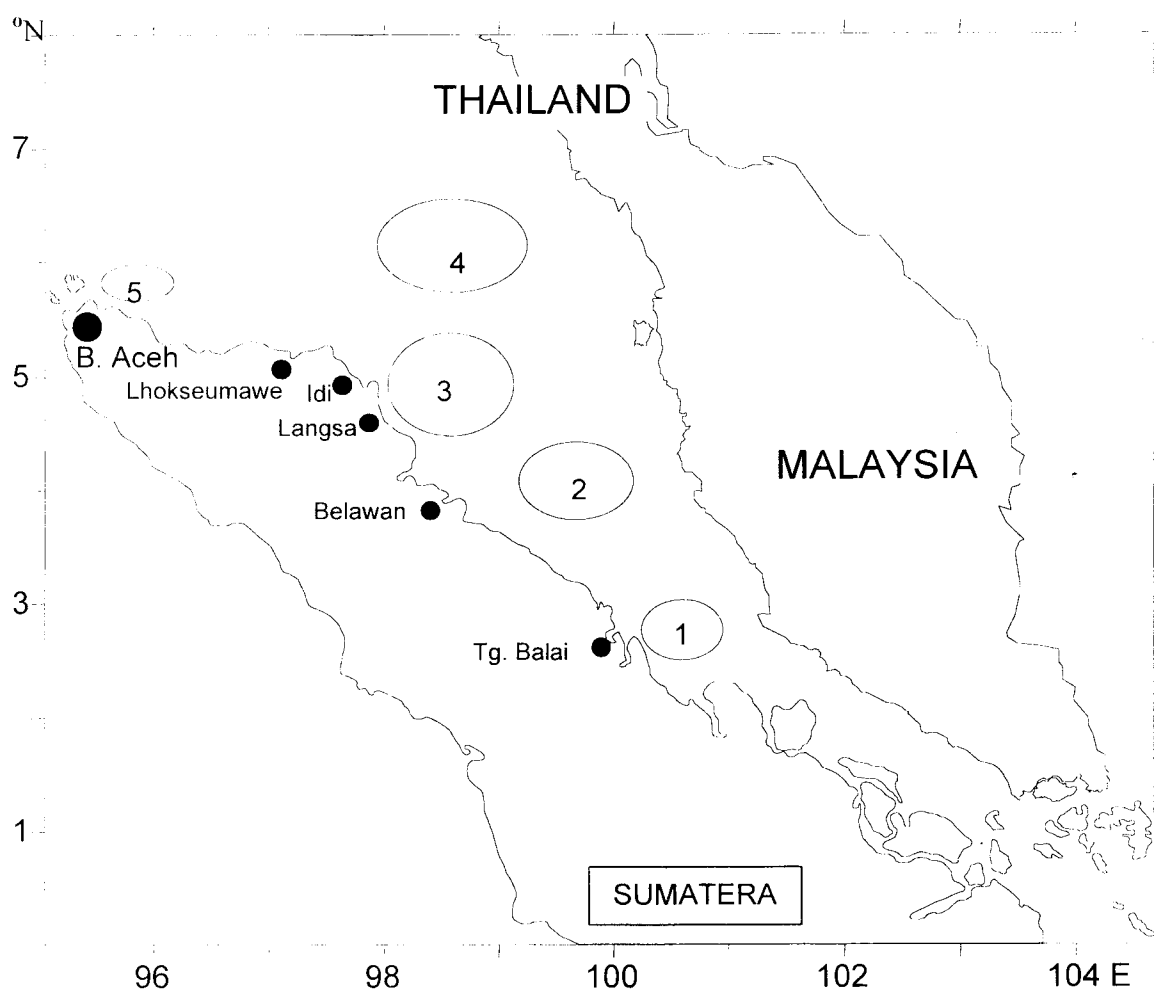 °N
THAILAND
7
4
5
B. Aceh
5
Lhokseumawe
Idi
3
Langsa
MALAYSIA
2
Belawan
3
1
Tg. Balai
1
SUMATERA
96
98
100
102
104 E